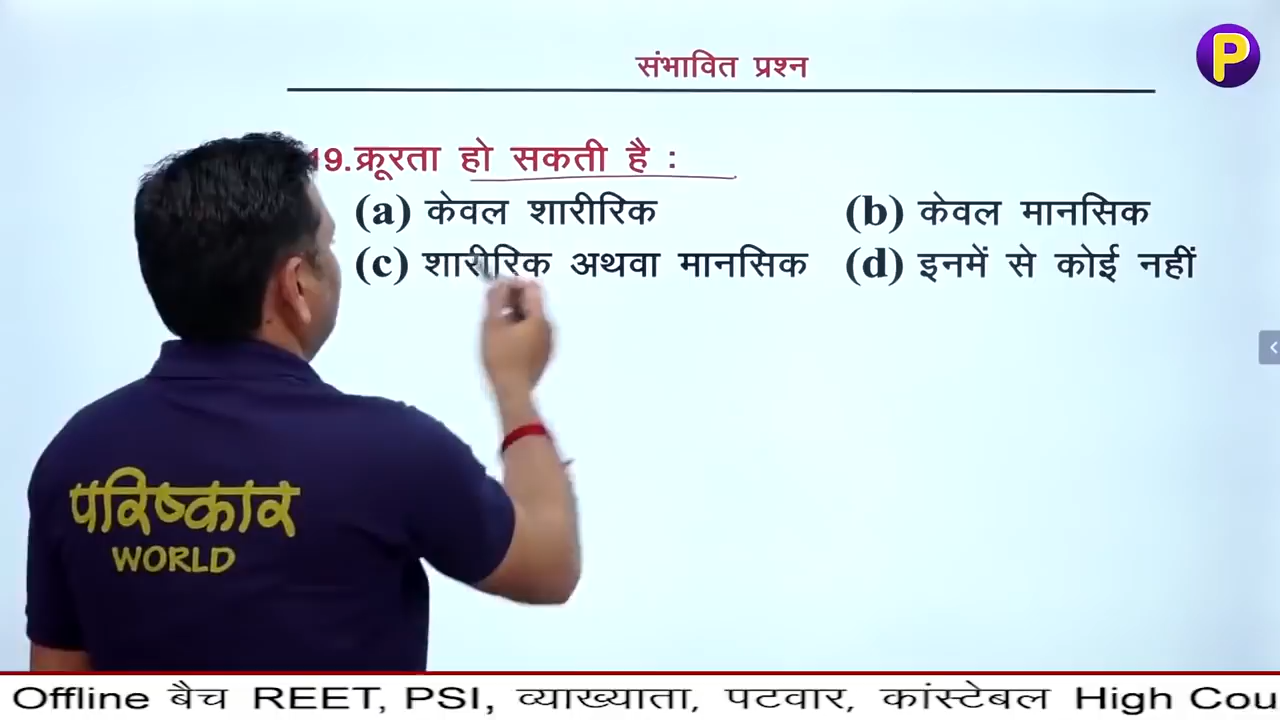 संभावित प्रश्न
P
19.क्रूरता हो सकती है :
(a) केवल शारीरिक (b) केवल मानसिक
(c) शारीरिक अथवा मानसिक (d) इनमें से कोई नहीं
परिष्कार
WORLD
Offline बैच REET, PSI, व्याख्याता, पटवार, कांस्टेबल High Cou